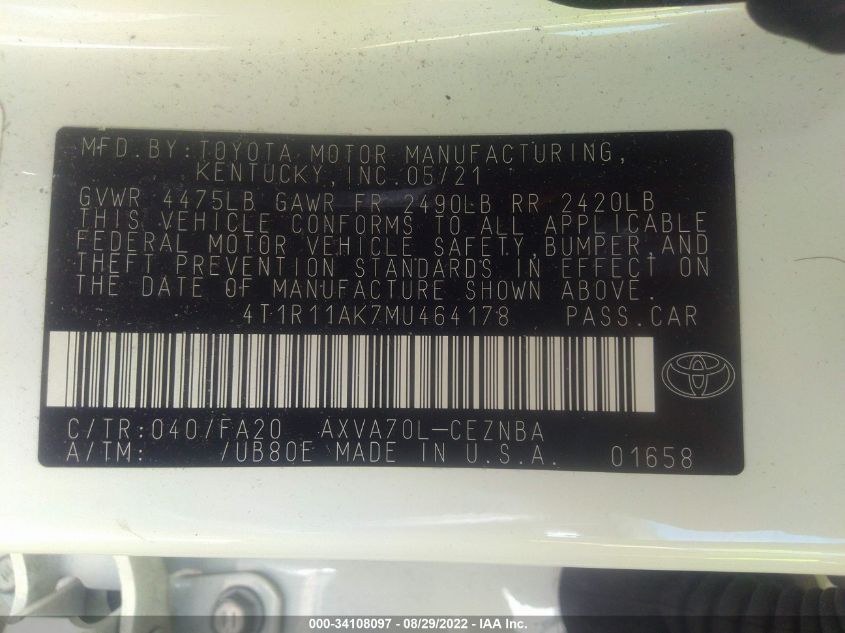 MFD.BY:TOYOTA MOTOR MANUFACTURING,
KENTUCKY,INC.05/21
GVWR 4475LB GAWR FR 2490LB RR 2420LB
THIS VEHICLE CONFORMS TO ALL APPLICABLE
FEDERAL MOTOR VEHICLE SAFETY,BUMPER,AND
THEFT PREVENTION STANDARDS IN EFFECT ON
THE DATE OF MANUFACTURE SHOWN ABOVE.
4T1R11AK7MU464178 PASS.CAR
C/TR:040/FA20 AXVA70L-CEZNBA
A/TM: /UB80E MADE IN U.S.A. 01658
000-34108097 - 08/29/2022 - IAA Inc.